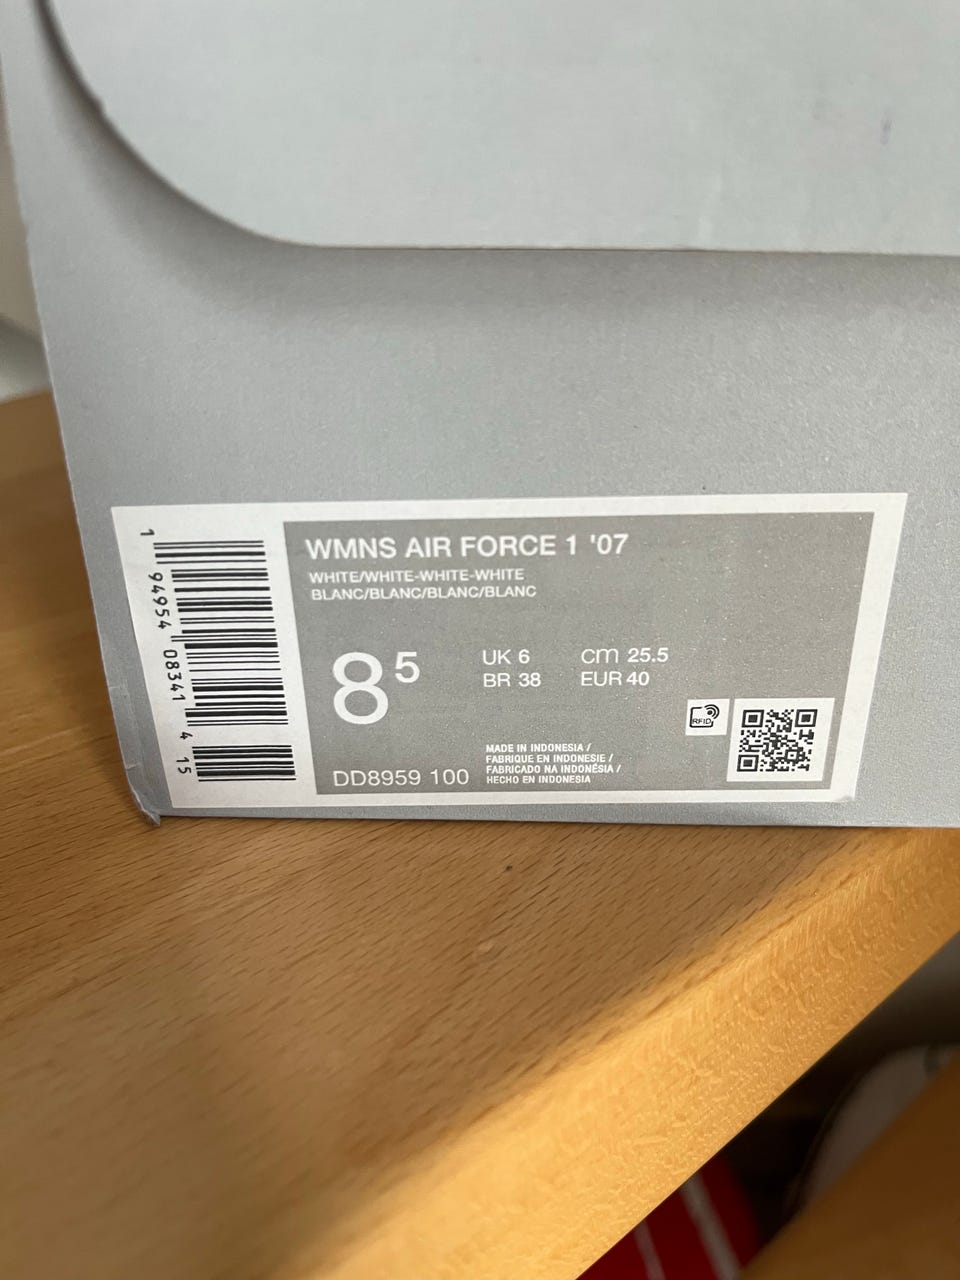 WMNS AIR FORCE 1 '07
WHITE/WHITE-WHITE-WHITE
BLANC/BLANC/BLANC/BLANC
8 5
UK 6 cm 25.5
BR 38 EUR 40
RFID
DD8959 100
MADE IN INDONESIA /
FABRIQUE EN INDONESIE /
FABRICADO NA INDONÉSIA /
HECHO EN INDONESIA
1 94954 08341 4 15